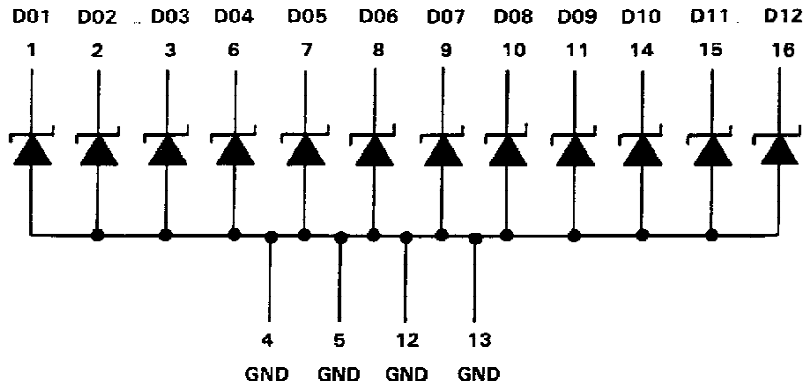 D01 D02 D03 D04 D05 D06 D07 D08 D09 D10 D11 D12
1 2 3 6 7 8 9 10 11 14 15 16
4 5 12 13
GND GND GND GND